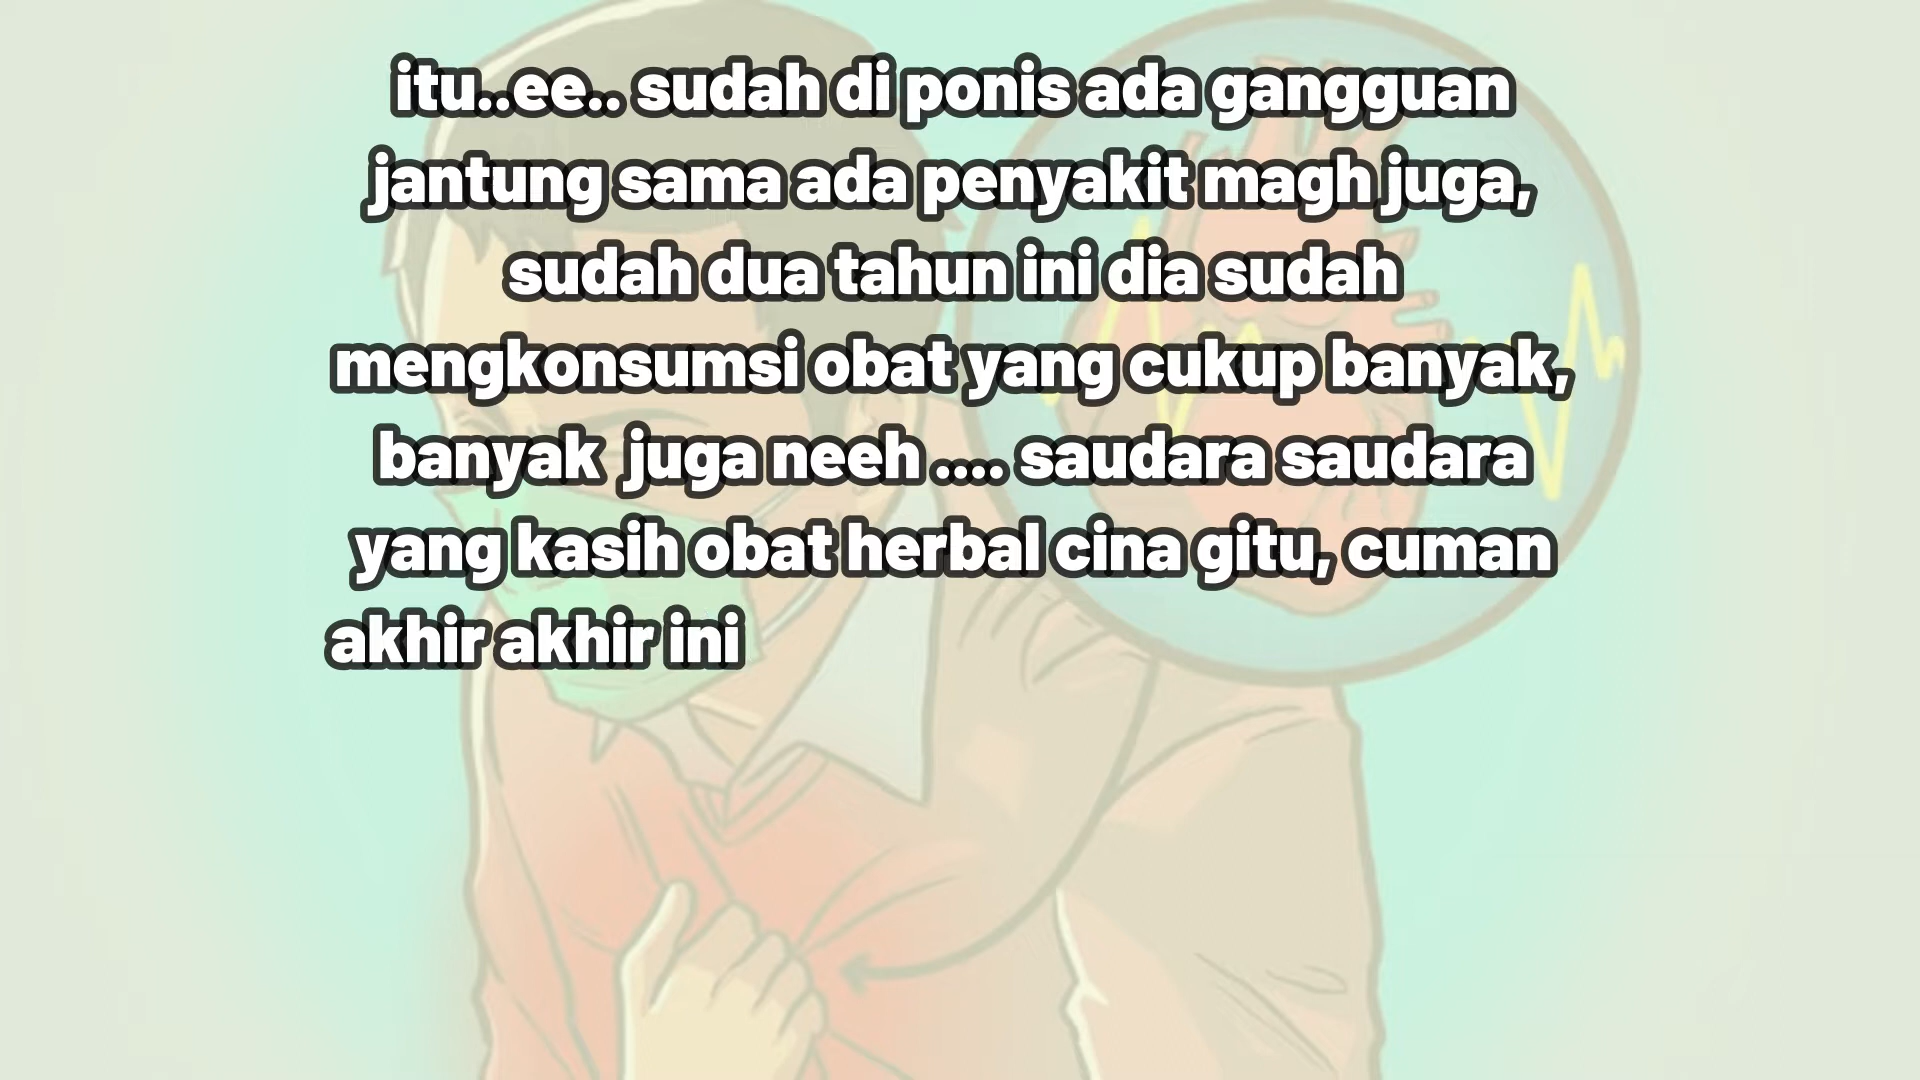 itu..ee.. sudah di ponis ada gangguan
jantung sama ada penyakit magh juga,
sudah dua tahun ini dia sudah
mengkonsumsi obat yang cukup banyak,
banyak  juga neeh .... saudara saudara
yang kasih obat herbal cina gitu, cuman
akhir akhir ini